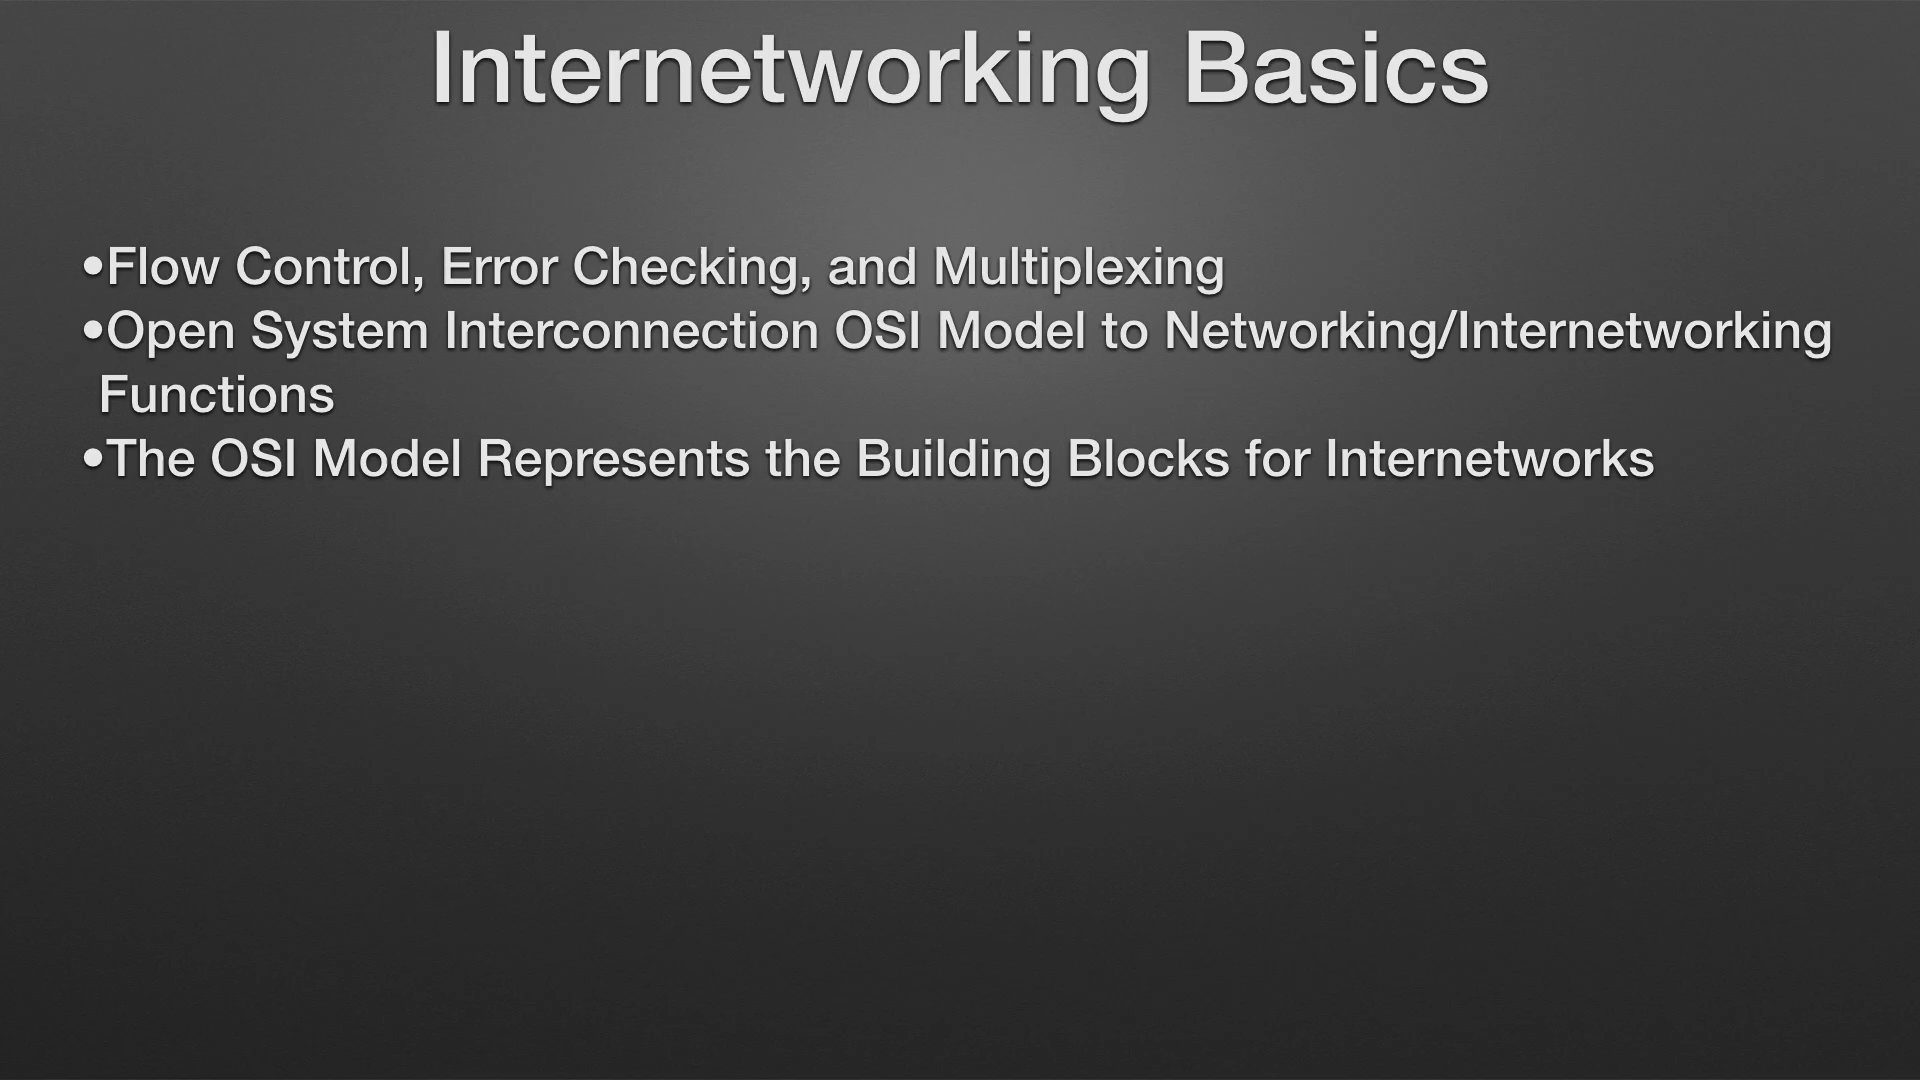 Internetworking Basics
•Flow Control, Error Checking, and Multiplexing
•Open System Interconnection OSI Model to Networking/Internetworking
Functions
•The OSI Model Represents the Building Blocks for Internetworks